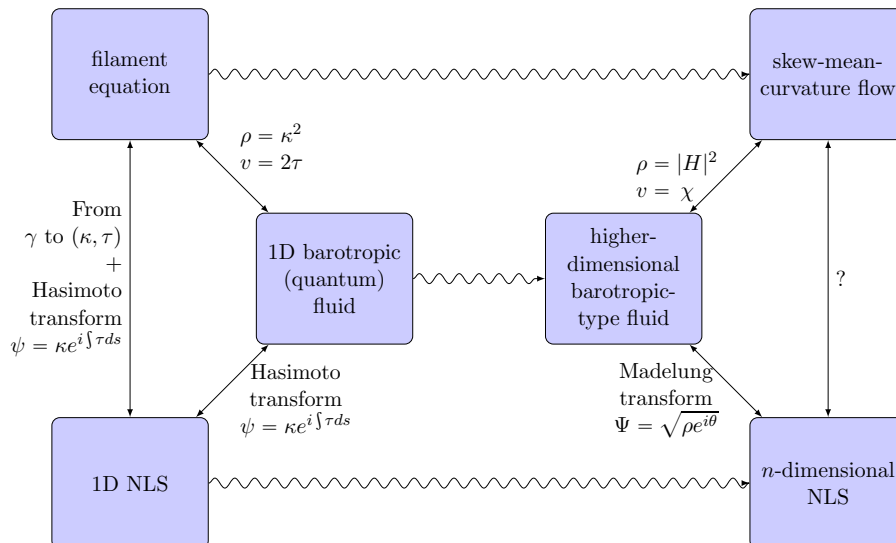 filament
equation
skew-mean-
curvature flow
ρ = κ²
v = 2τ
ρ = |H|²
v = χ
From
γ to (κ, τ)
+
Hasimoto
transform
ψ = κe^{i∫τds}
1D barotropic
(quantum)
fluid
higher-
dimensional
barotropic-
type fluid
?
Hasimoto
transform
ψ = κe^{i∫τds}
Madelung
transform
Ψ = √(ρe^{iθ})
1D NLS
n-dimensional
NLS